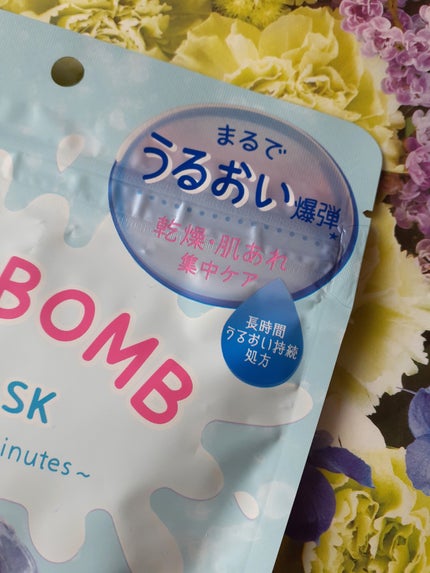 まるで
うるおい爆弾
乾燥・肌あれ
集中ケア
長時間
うるおい持続
処方
BOMB
SK
inutes~